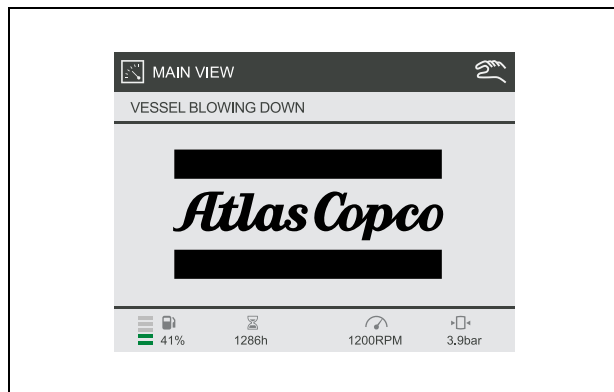 MAIN VIEW
VESSEL BLOWING DOWN
Atlas Copco
41% 1286h 1200RPM 3.9bar